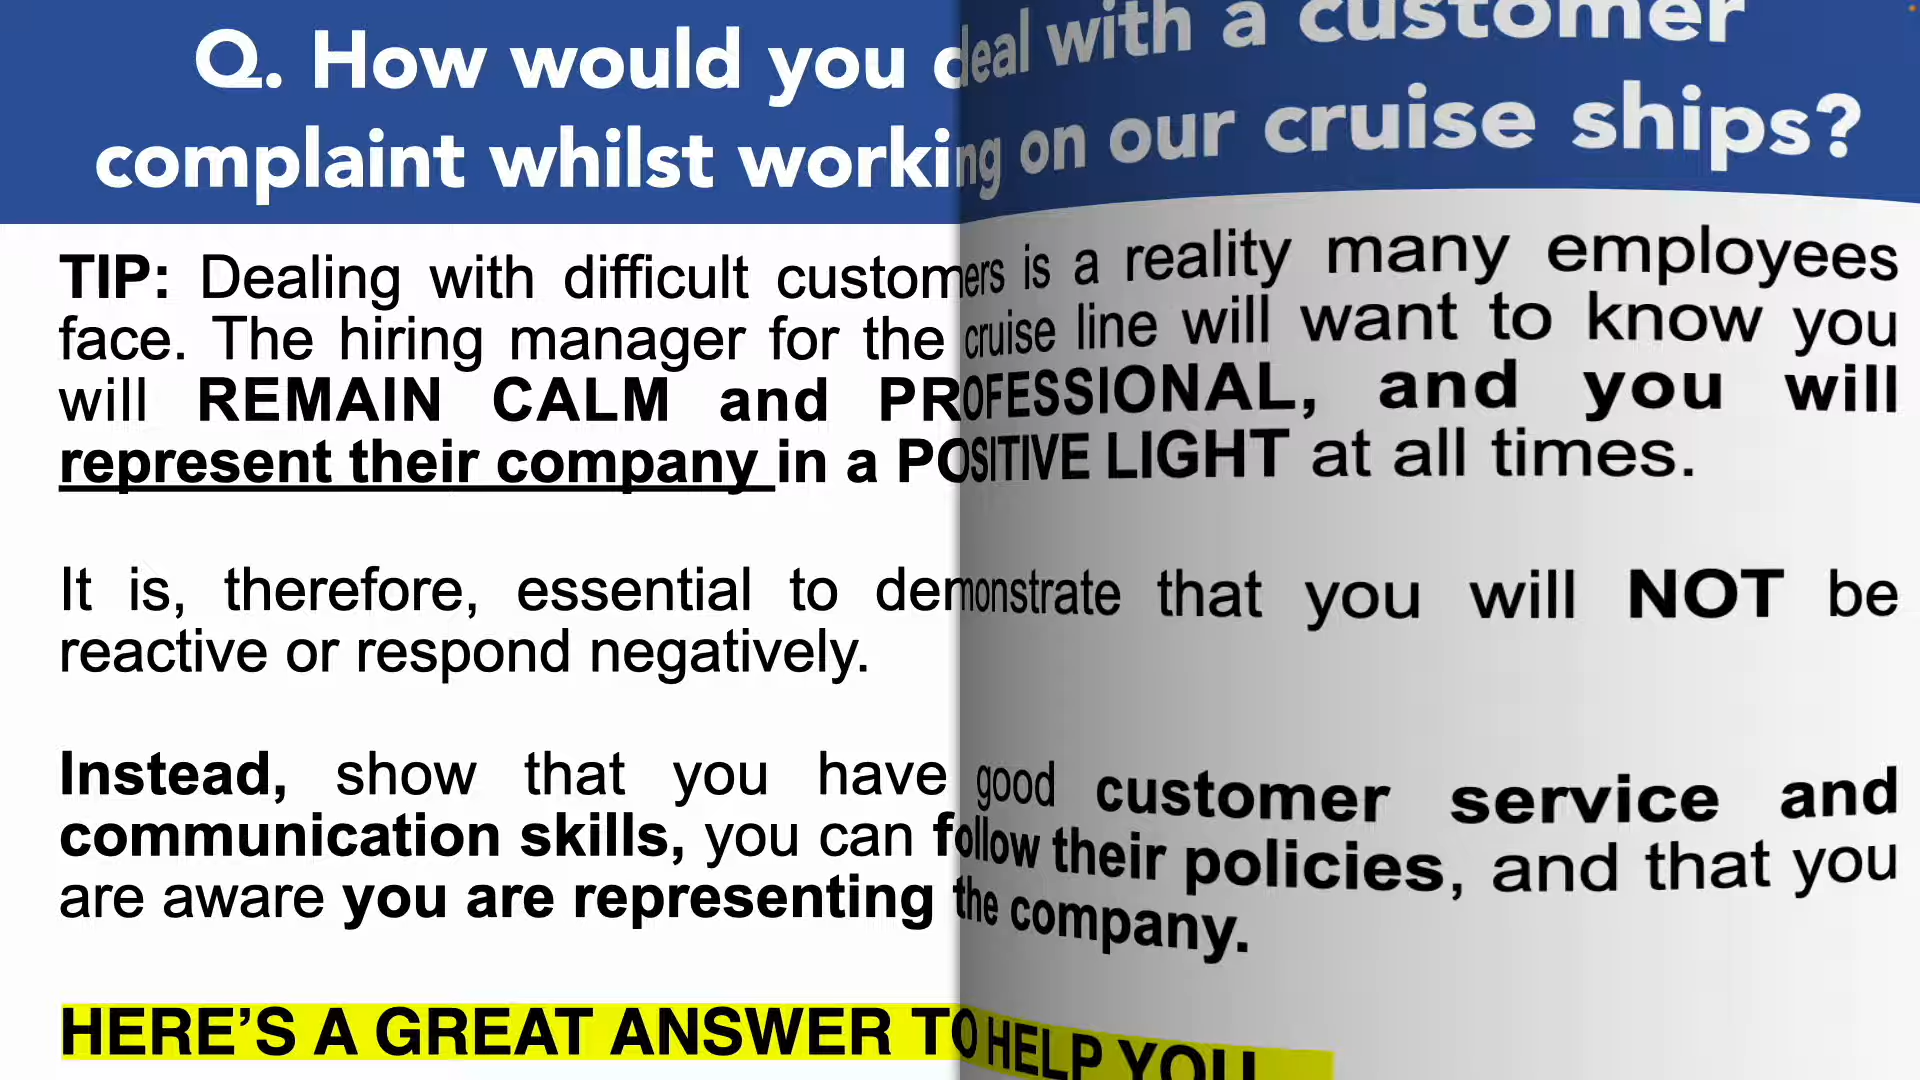 Q. How would you deal with a customer
complaint whilst working on our cruise ships?
TIP: Dealing with difficult customers is a reality many employees
face. The hiring manager for the cruise line will want to know you
will REMAIN CALM and PROFESSIONAL, and you will
represent their company in a POSITIVE LIGHT at all times.
It is, therefore, essential to demonstrate that you will NOT be
reactive or respond negatively.
Instead, show that you have good customer service and
communication skills, you can follow their policies, and that you
are aware you are representing the company.
HERE’S A GREAT ANSWER TO HELP YOU